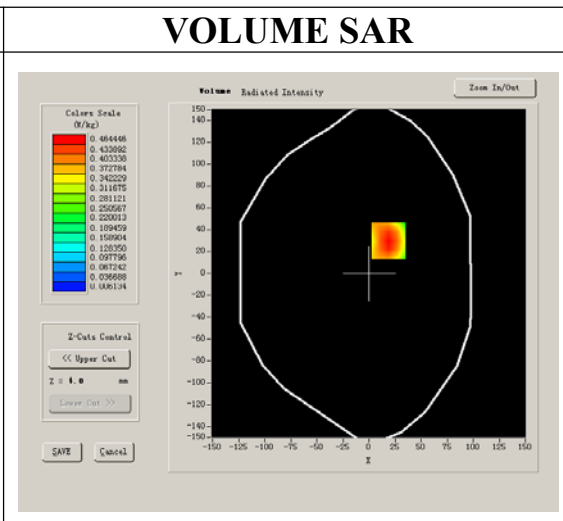 VOLUME SAR
Volume Radiated Intensity
Zoom In/Out
Colors Scale
(W/kg)
0.464446
0.433892
0.403338
0.372784
0.342229
0.311675
0.281121
0.250567
0.220013
0.189459
0.158904
0.128350
0.097796
0.067242
0.036688
0.006134
Z-Cuts Control
<< Upper Cut
Z = 4.0 mm
Lower Cut >>
SAVE
Cancel
150
140
120
100
80
60
40
20
Y
0
-20
-40
-60
-80
-100
-120
-140
-150
-150 -125 -100 -75 -50 -25 0 25 50 75 100 125 150
X